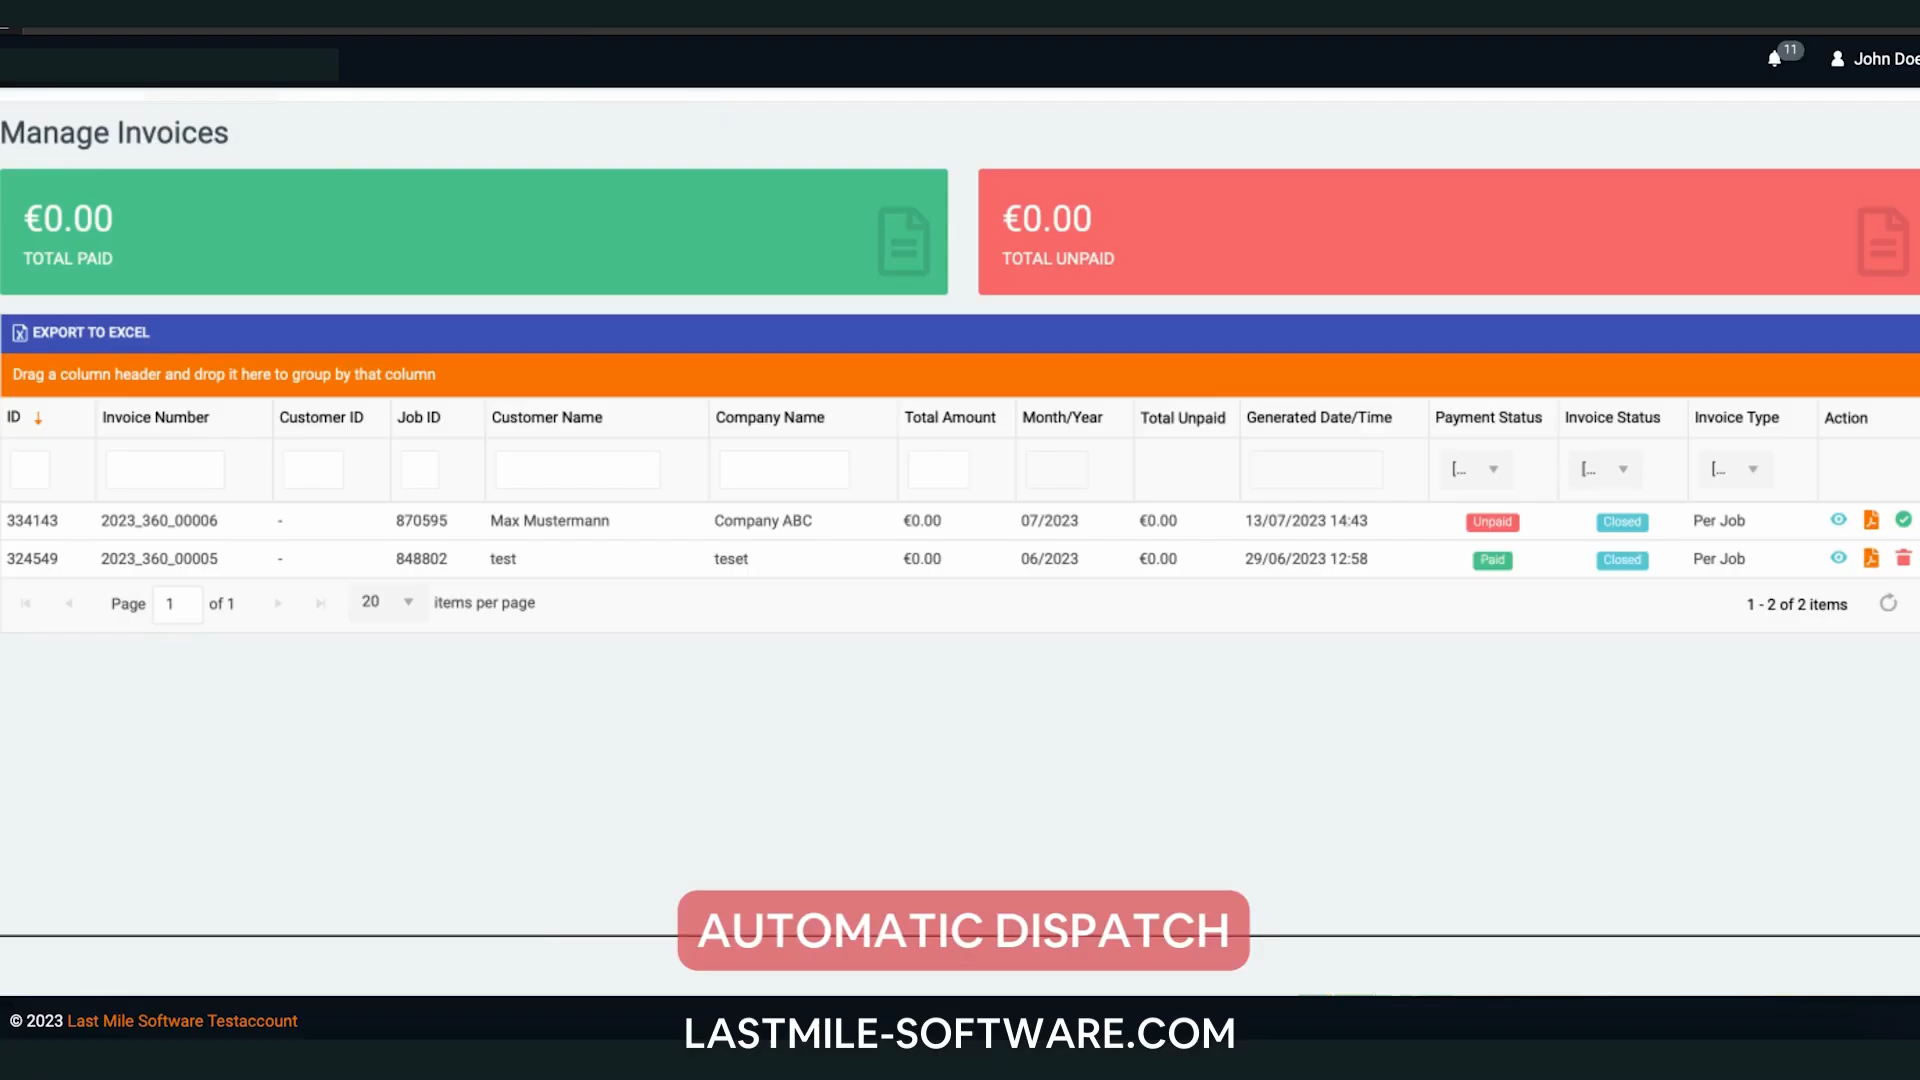 11
John Doe
Manage Invoices
€0.00
TOTAL PAID
€0.00
TOTAL UNPAID
EXPORT TO EXCEL
Drag a column header and drop it here to group by that column
ID Invoice Number Customer ID Job ID Customer Name Company Name Total Amount Month/Year Total Unpaid Generated Date/Time Payment Status Invoice Status Invoice Type Action
[... [... [...
334143 2023_360_00006 - 870595 Max Mustermann Company ABC €0.00 07/2023 €0.00 13/07/2023 14:43 Unpaid Closed Per Job
324549 2023_360_00005 - 848802 test teset €0.00 06/2023 €0.00 29/06/2023 12:58 Paid Closed Per Job
Page 1 of 1 20 items per page 1 - 2 of 2 items
AUTOMATIC DISPATCH
© 2023 Last Mile Software Testaccount
LASTMILE-SOFTWARE.COM